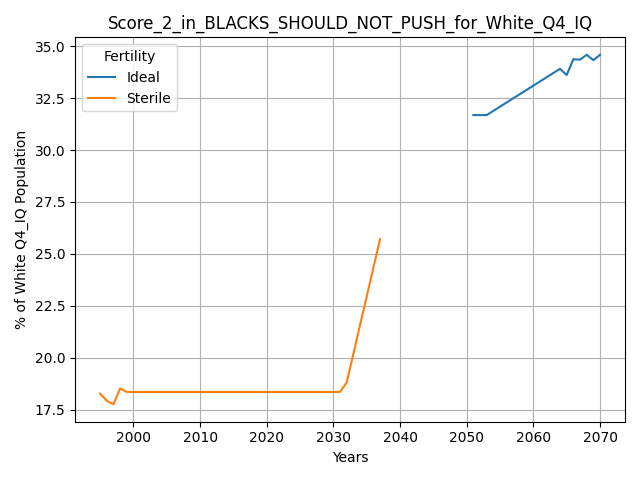 Score_2_in_BLACKS_SHOULD_NOT_PUSH_for_White_Q4_IQ
Fertility
Ideal
Sterile
% of White Q4_IQ Population
35.0
32.5
30.0
27.5
25.0
22.5
20.0
17.5
2000 2010 2020 2030 2040 2050 2060 2070
Years